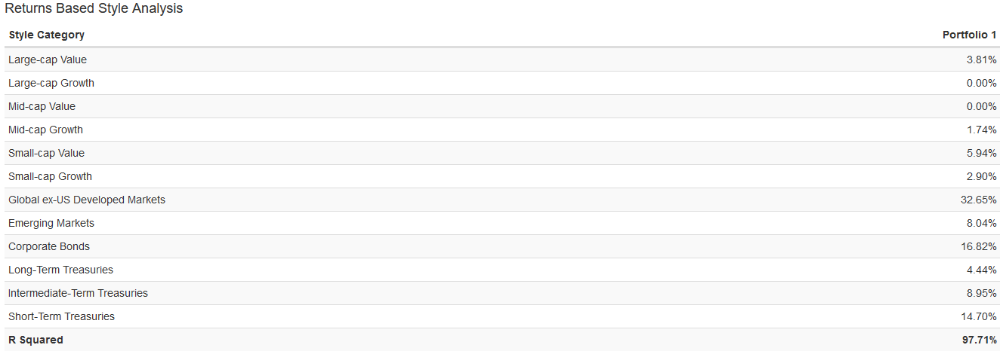 Returns Based Style Analysis
Style Category Portfolio 1
Large-cap Value 3.81%
Large-cap Growth 0.00%
Mid-cap Value 0.00%
Mid-cap Growth 1.74%
Small-cap Value 5.94%
Small-cap Growth 2.90%
Global ex-US Developed Markets 32.65%
Emerging Markets 8.04%
Corporate Bonds 16.82%
Long-Term Treasuries 4.44%
Intermediate-Term Treasuries 8.95%
Short-Term Treasuries 14.70%
R Squared 97.71%